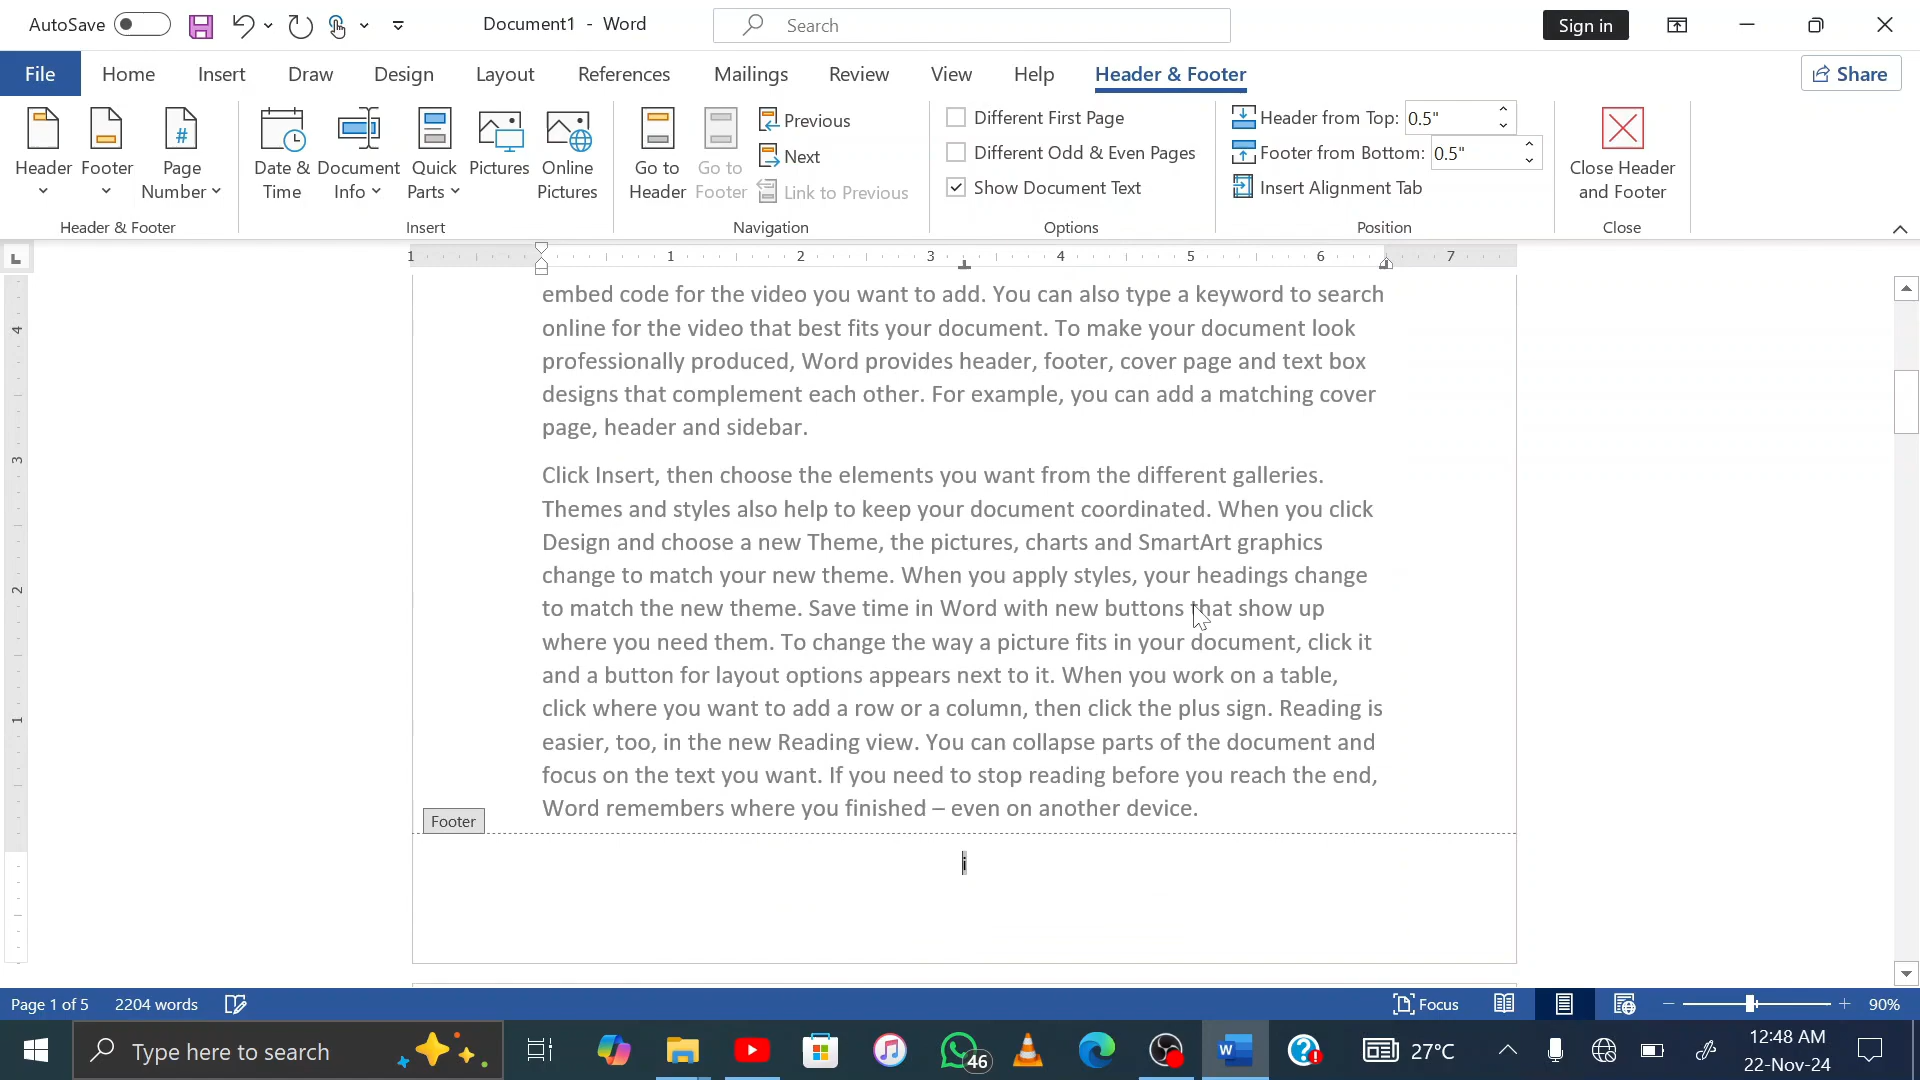 AutoSave
Document1 - Word
Search
Sign in
File Home Insert Draw Design Layout References Mailings Review View Help Header & Footer Share
Header
Footer
Page
Number
Header & Footer
Date &
Time
Document
Info
Quick
Parts
Pictures
Online
Pictures
Insert
Go to
Header
Go to
Footer
Previous
Next
Link to Previous
Navigation
Different First Page
Different Odd & Even Pages
Show Document Text
Options
Header from Top: 0.5"
Footer from Bottom: 0.5"
Insert Alignment Tab
Position
Close Header
and Footer
Close
L
1 1 2 3 4 5 6 7
4
3
2
1
embed code for the video you want to add. You can also type a keyword to search
online for the video that best fits your document. To make your document look
professionally produced, Word provides header, footer, cover page and text box
designs that complement each other. For example, you can add a matching cover
page, header and sidebar.
Click Insert, then choose the elements you want from the different galleries.
Themes and styles also help to keep your document coordinated. When you click
Design and choose a new Theme, the pictures, charts and SmartArt graphics
change to match your new theme. When you apply styles, your headings change
to match the new theme. Save time in Word with new buttons that show up
where you need them. To change the way a picture fits in your document, click it
and a button for layout options appears next to it. When you work on a table,
click where you want to add a row or a column, then click the plus sign. Reading is
easier, too, in the new Reading view. You can collapse parts of the document and
focus on the text you want. If you need to stop reading before you reach the end,
Word remembers where you finished – even on another device.
Footer
i
Page 1 of 5 2204 words
Focus
90%
Type here to search
46
27°C
12:48 AM
22-Nov-24